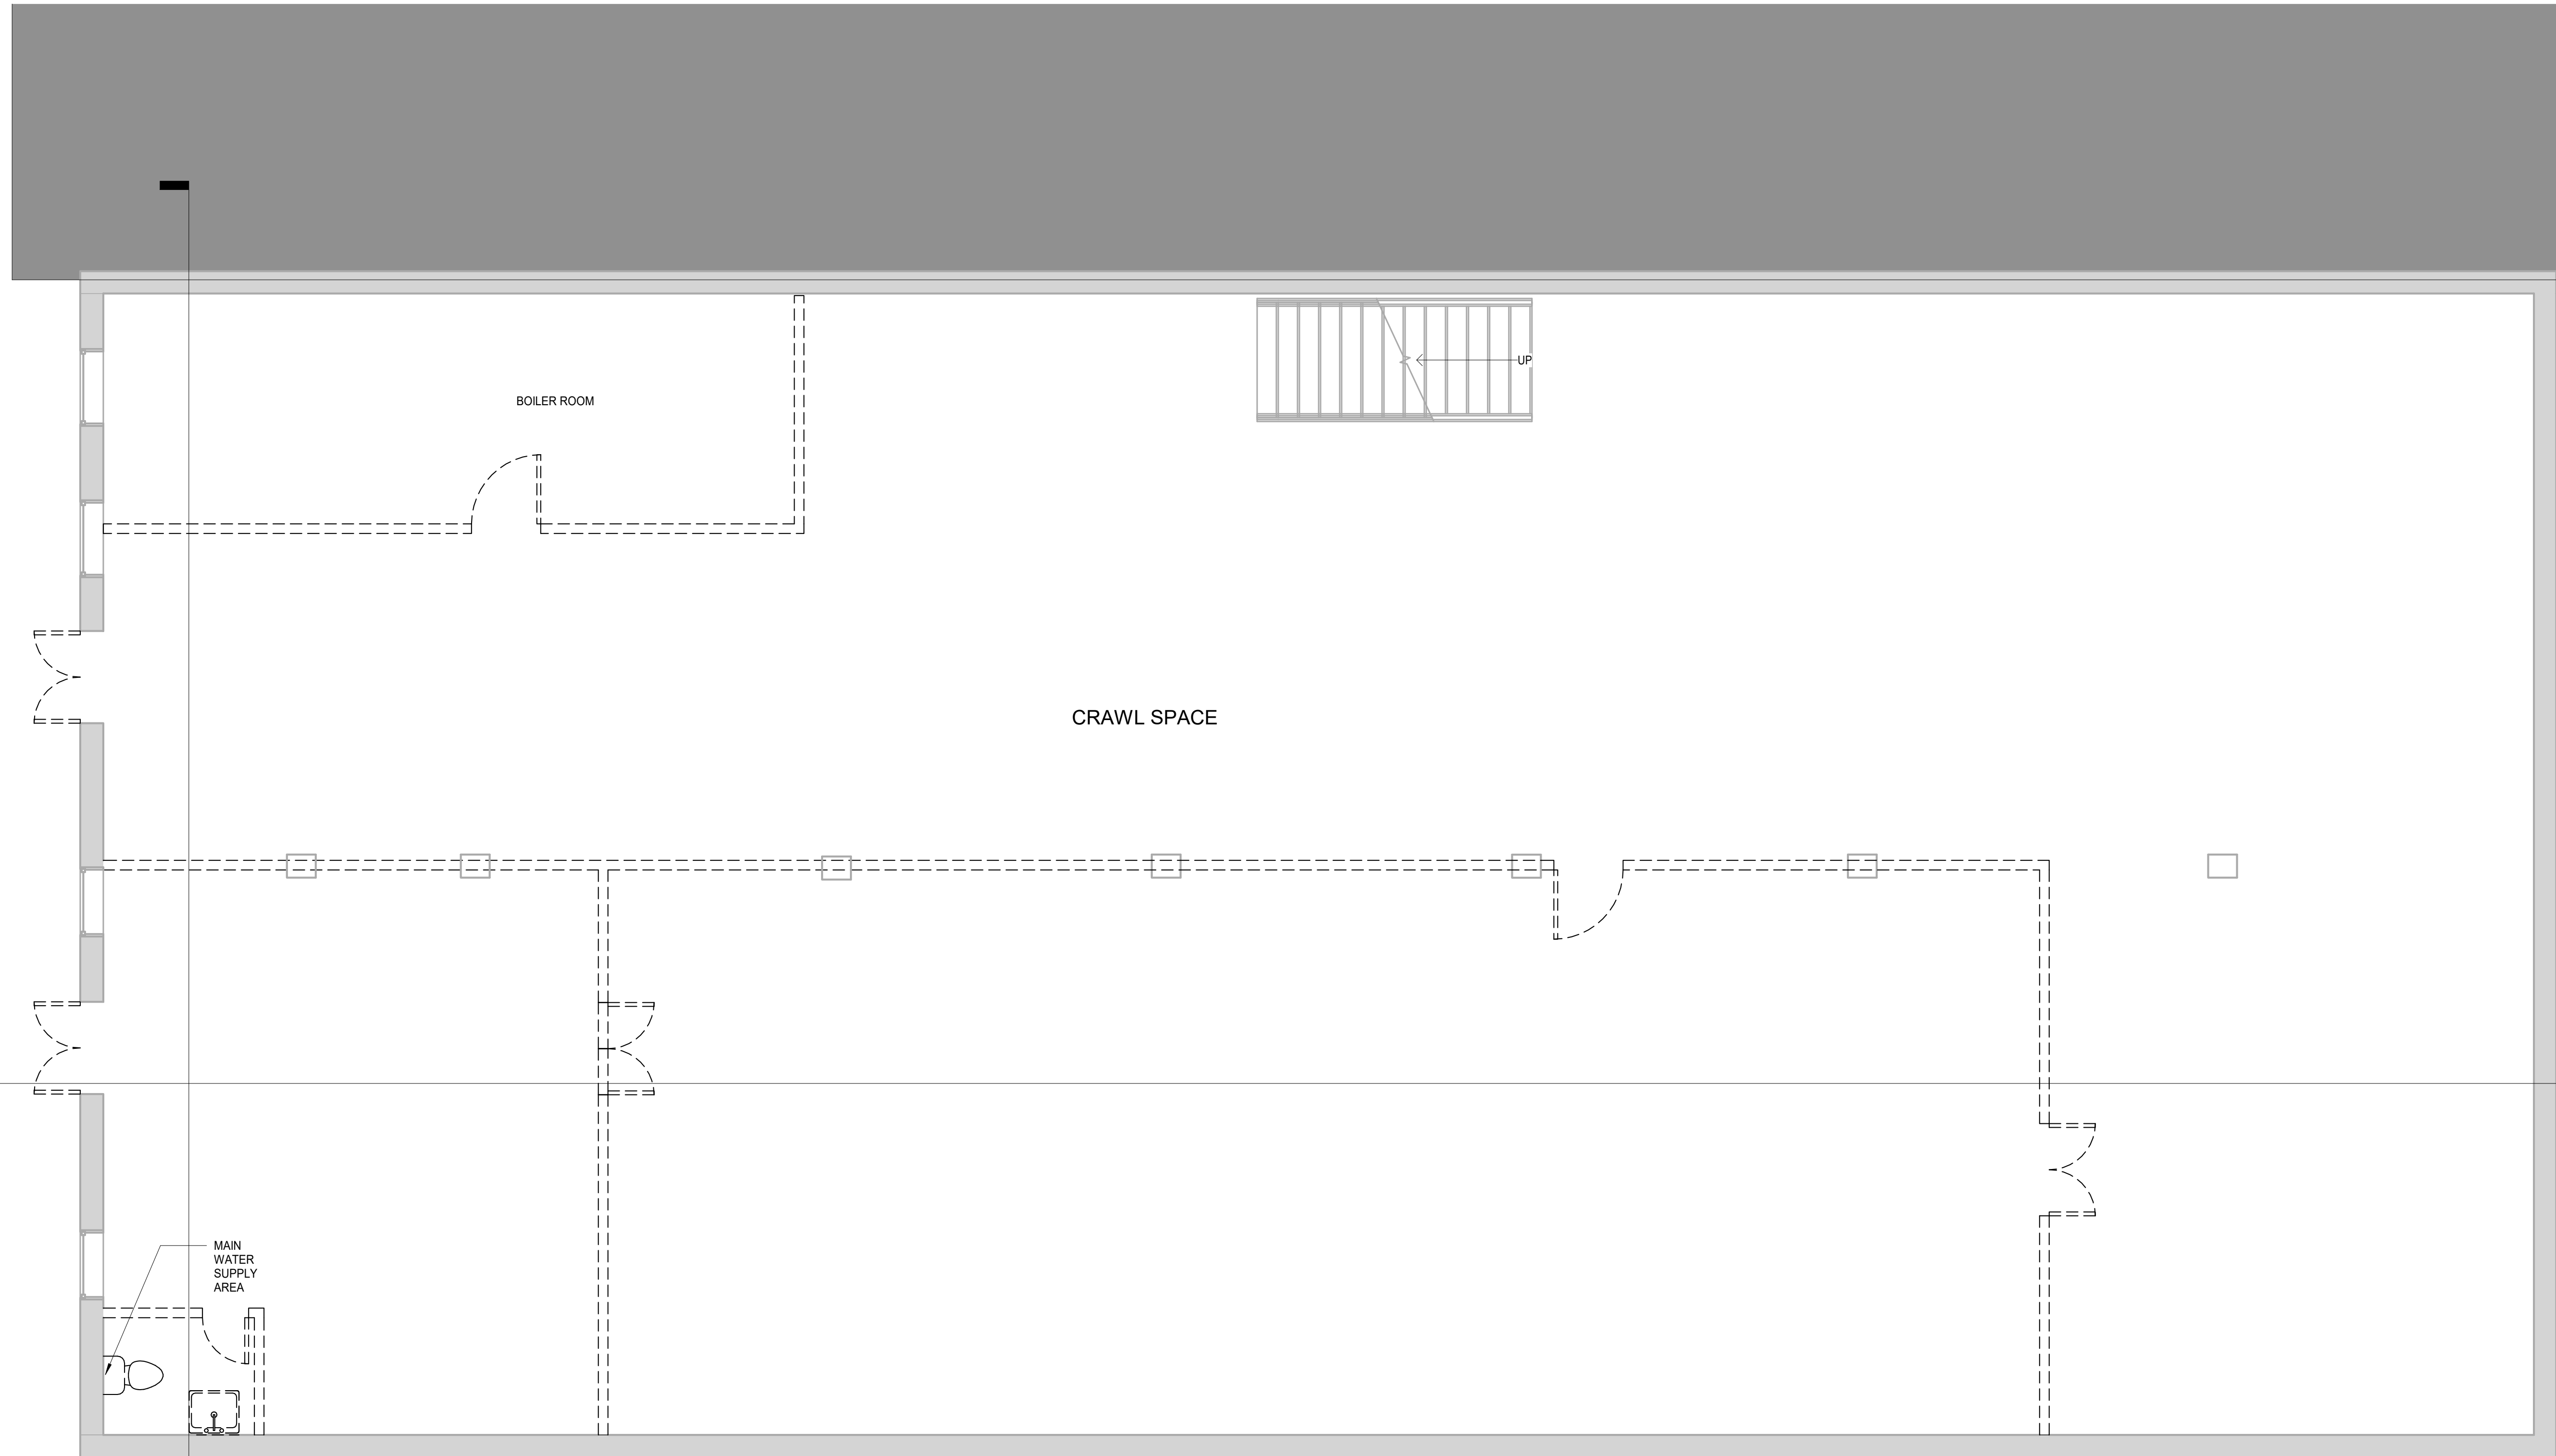 UP
BOILER ROOM
CRAWL SPACE
MAIN
WATER
SUPPLY
AREA